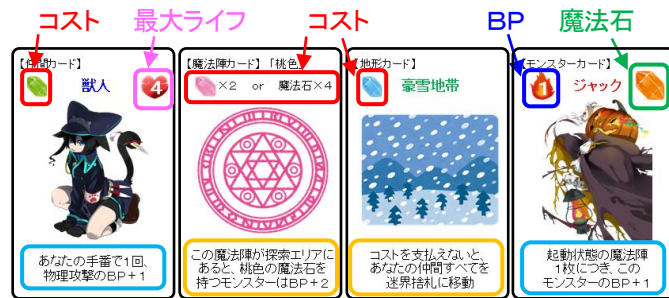 コスト 最大ライフ コスト BP 魔法石
【仲間カード】
獣人
4
あなたの手番で1回、
物理攻撃のBP+1
【魔法陣カード】「桃色」
×2 or 魔法石×4
この魔法陣が探索エリアに
あると、桃色の魔法石を
持つモンスターはBP+2
【地形カード】
豪雪地帯
コストを支払えないと、
あなたの仲間すべてを
迷界捨札に移動
【モンスターカード】
1
ジャック
起動状態の魔法陣
1枚につき、この
モンスターのBP+1